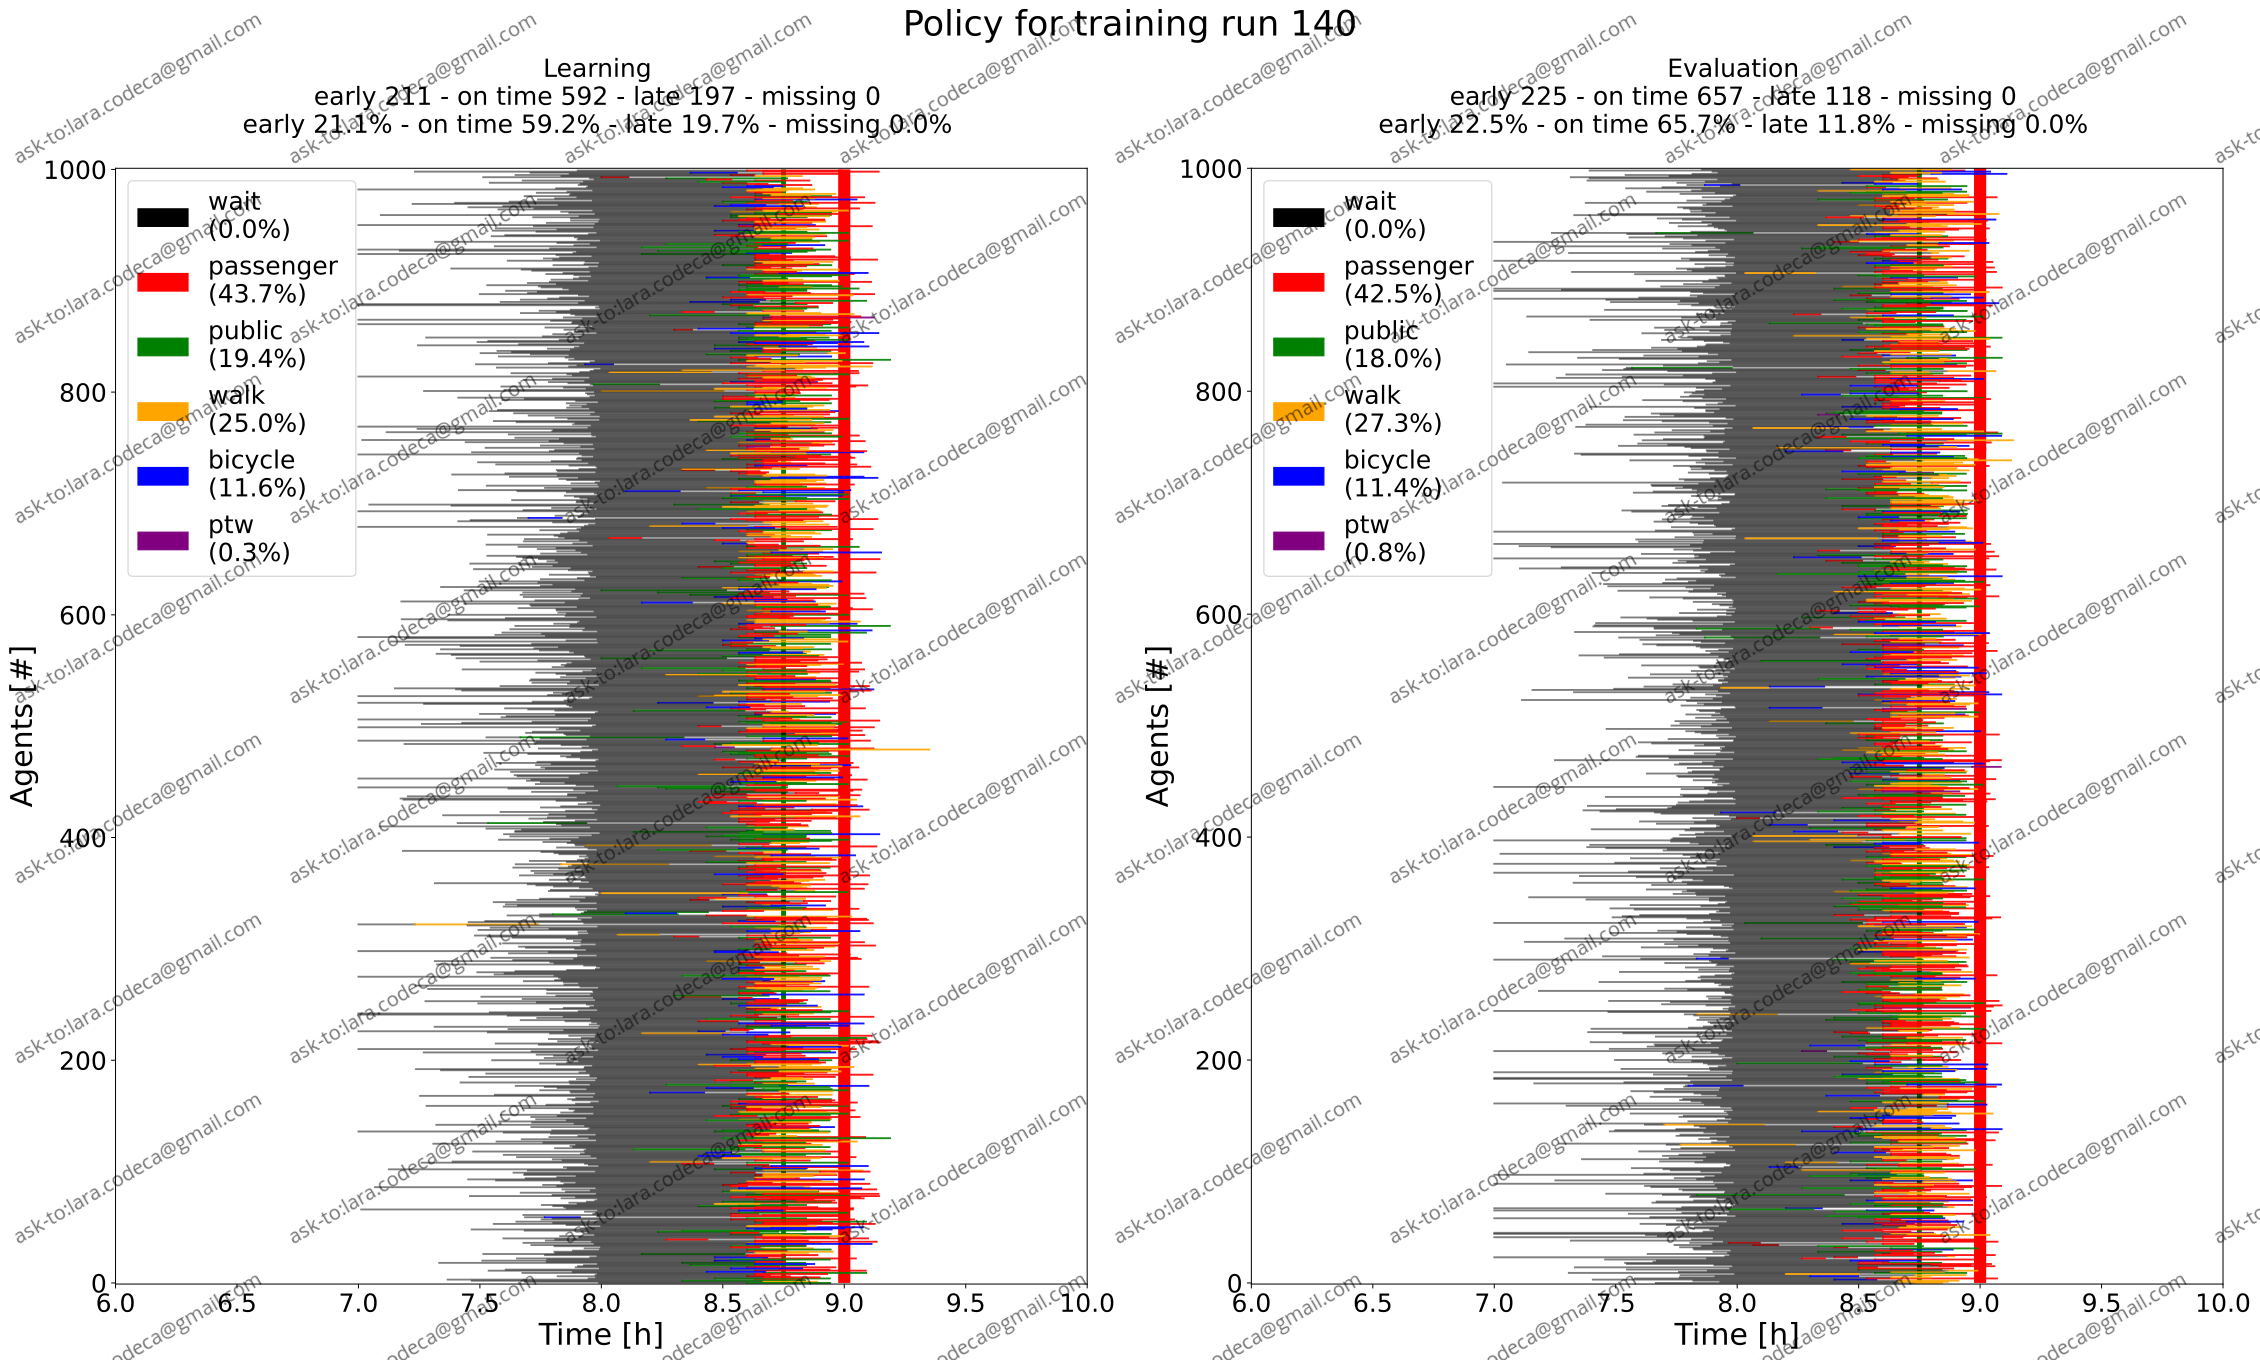 Policy for training run 140
Learning
early 211 - on time 592 - late 197 - missing 0
early 21.1% - on time 59.2% - late 19.7% - missing 0.0%
1000
800
600
400
200
0
Agents [#]
wait
(0.0%)
passenger
(43.7%)
public
(19.4%)
walk
(25.0%)
bicycle
(11.6%)
ptw
(0.3%)
6.0 6.5 7.0 7.5 8.0 8.5 9.0 9.5 10.0
Time [h]
Evaluation
early 225 - on time 657 - late 118 - missing 0
early 22.5% - on time 65.7% - late 11.8% - missing 0.0%
1000
800
600
400
200
0
Agents [#]
wait
(0.0%)
passenger
(42.5%)
public
(18.0%)
walk
(27.3%)
bicycle
(11.4%)
ptw
(0.8%)
6.0 6.5 7.0 7.5 8.0 8.5 9.0 9.5 10.0
Time [h]
ask-to:lara.codeca@gmail.com